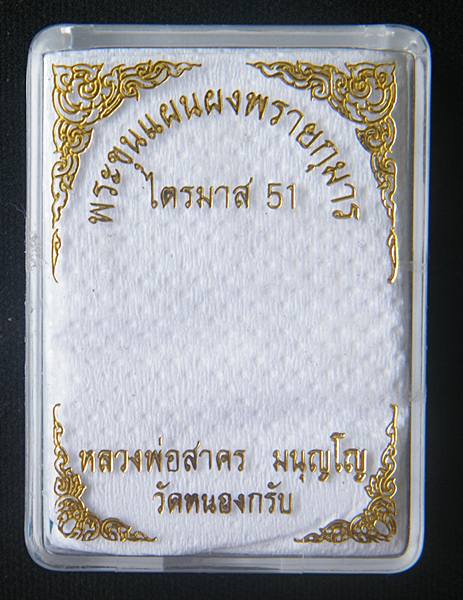 พระขุนแผนผงพรายกุมาร
ไตรมาส 51
หลวงพ่อสาคร มนุญโญ
วัดหนองกรับ